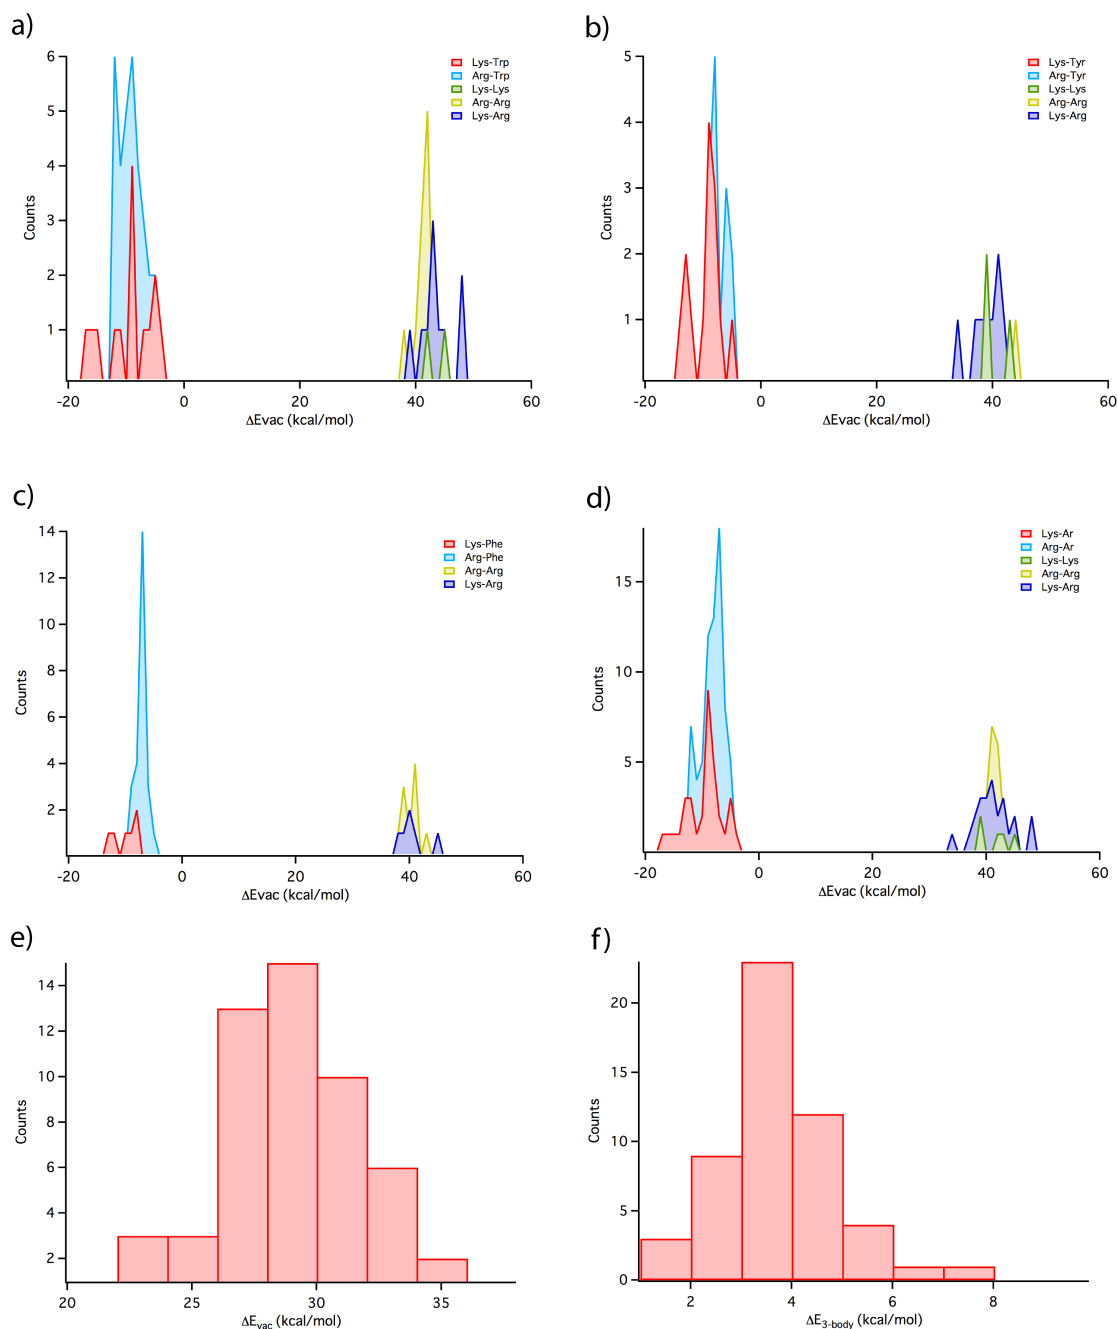 a)
6
5
4
3
2
1
Counts
Lys-Trp
Arg-Trp
Lys-Lys
Arg-Arg
Lys-Arg
-20 0 20 40 60
ΔEvac (kcal/mol)
b)
5
4
3
2
1
Counts
Lys-Tyr
Arg-Tyr
Lys-Lys
Arg-Arg
Lys-Arg
-20 0 20 40 60
ΔEvac (kcal/mol)
c)
14
12
10
8
6
4
2
Counts
Lys-Phe
Arg-Phe
Arg-Arg
Lys-Arg
-20 0 20 40 60
ΔEvac (kcal/mol)
d)
15
10
5
Counts
Lys-Ar
Arg-Ar
Lys-Lys
Arg-Arg
Lys-Arg
-20 0 20 40 60
ΔEvac (kcal/mol)
e)
14
12
10
8
6
4
2
Counts
20 25 30 35
ΔEvac (kcal/mol)
f)
20
15
10
5
0
Counts
2 4 6 8
ΔE3-body (kcal/mol)